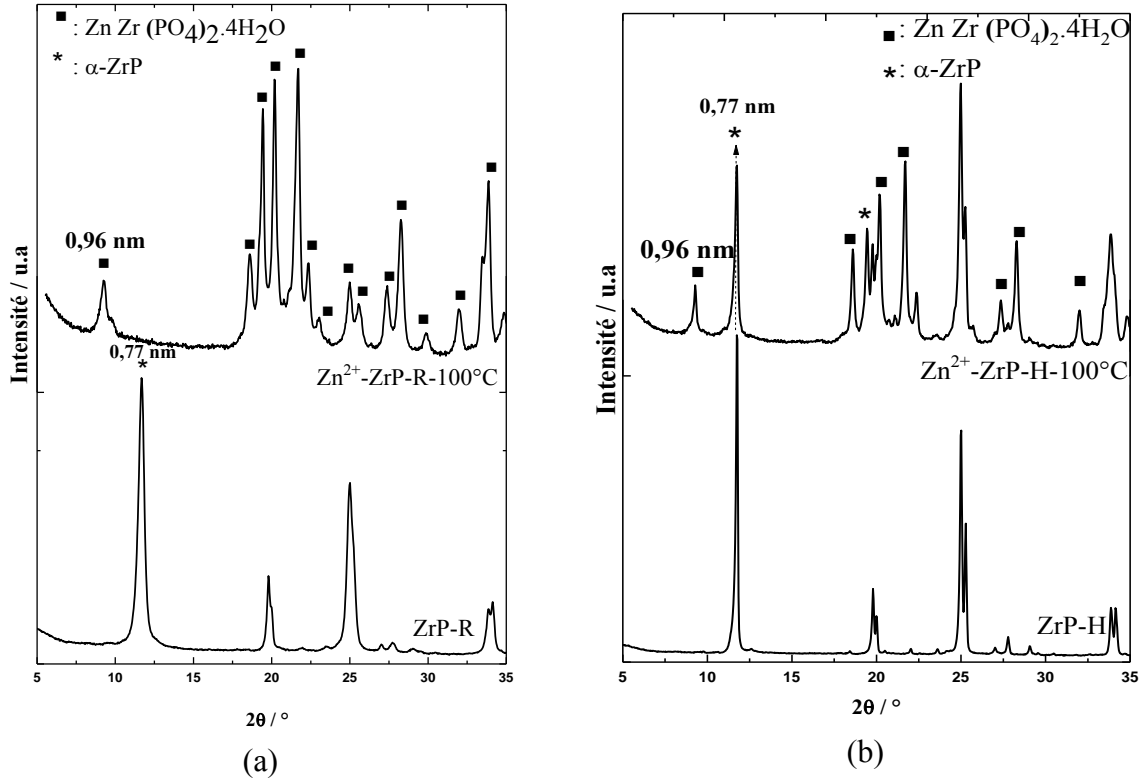 ■ : Zn Zr (PO4)2.4H2O
* : α-ZrP
0,96 nm
0,77 nm
*
Zn²⁺-ZrP-R-100°C
ZrP-R
Intensité / u.a
5 10 15 20 25 30 35
2θ / °
(a)
■ : Zn Zr (PO4)2.4H2O
* : α-ZrP
0,77 nm
*
*
0,96 nm
Zn²⁺-ZrP-H-100°C
ZrP-H
Intensité / u.a
5 10 15 20 25 30 35
2θ / °
(b)